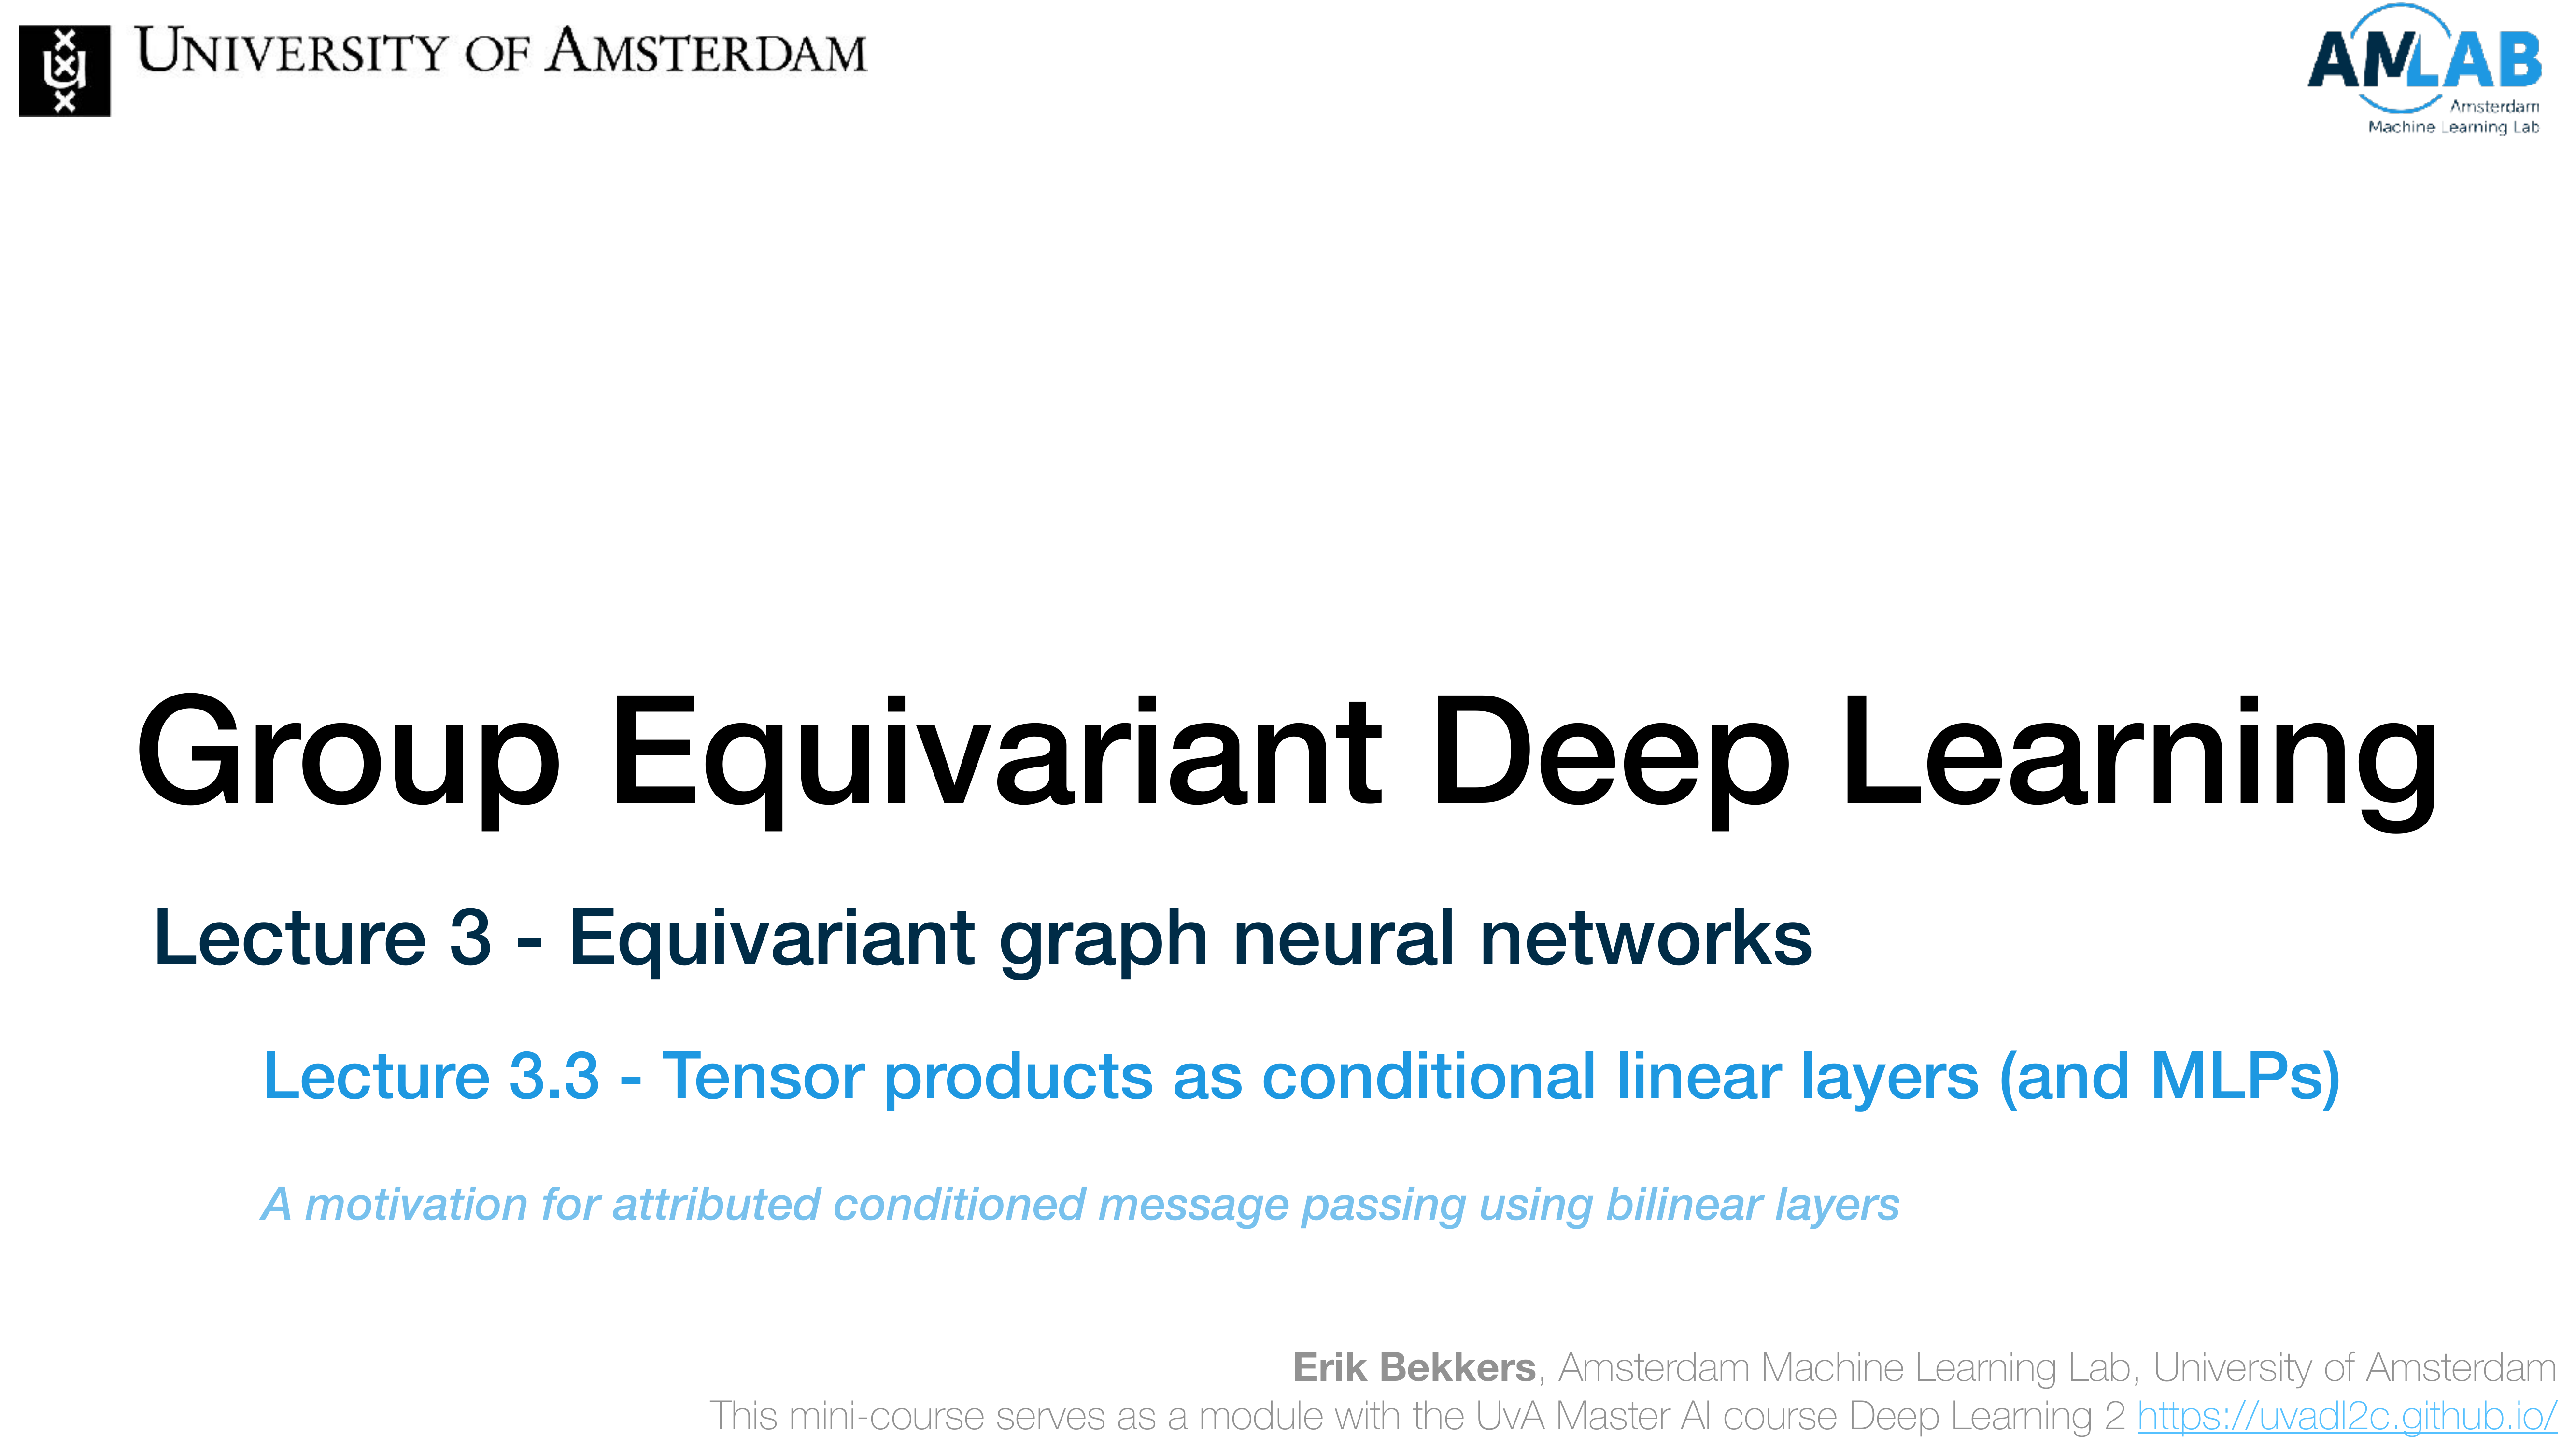 UNIVERSITY OF AMSTERDAM
AMLAB
Amsterdam
Machine Learning Lab
Group Equivariant Deep Learning
Lecture 3 - Equivariant graph neural networks
Lecture 3.3 - Tensor products as conditional linear layers (and MLPs)
A motivation for attributed conditioned message passing using bilinear layers
Erik Bekkers, Amsterdam Machine Learning Lab, University of Amsterdam
This mini-course serves as a module with the UvA Master AI course Deep Learning 2 https://uvadl2c.github.io/